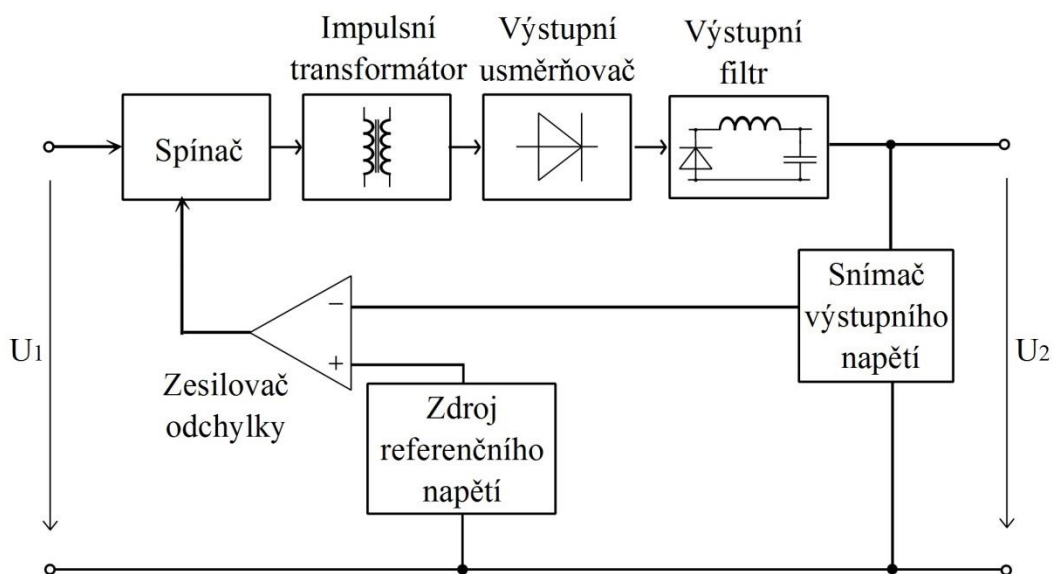 Impulsní
transformátor
Výstupní
usměrňovač
Výstupní
filtr
Spínač
Snímač
výstupního
napětí
U1
U2
−
+
Zesilovač
odchylky
Zdroj
referenčního
napětí